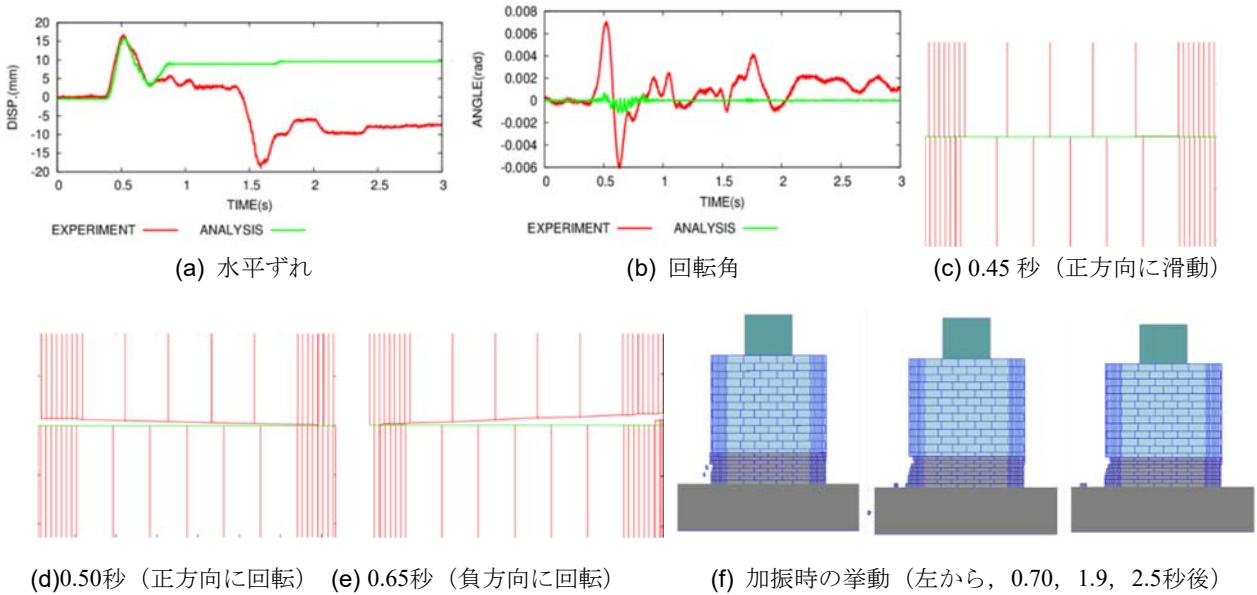 DISP.(mm)
20
15
10
5
0
-5
-10
-15
-20
0 0.5 1 1.5 2 2.5 3
TIME(s)
EXPERIMENT ANALYSIS
(a) 水平ずれ
ANGLE(rad)
0.008
0.006
0.004
0.002
0
-0.002
-0.004
-0.006
0 0.5 1 1.5 2 2.5 3
TIME(s)
EXPERIMENT ANALYSIS
(b) 回転角
(c) 0.45 秒（正方向に滑動）
(d)0.50秒（正方向に回転）
(e) 0.65秒（負方向に回転）
(f) 加振時の挙動（左から，0.70，1.9，2.5秒後）